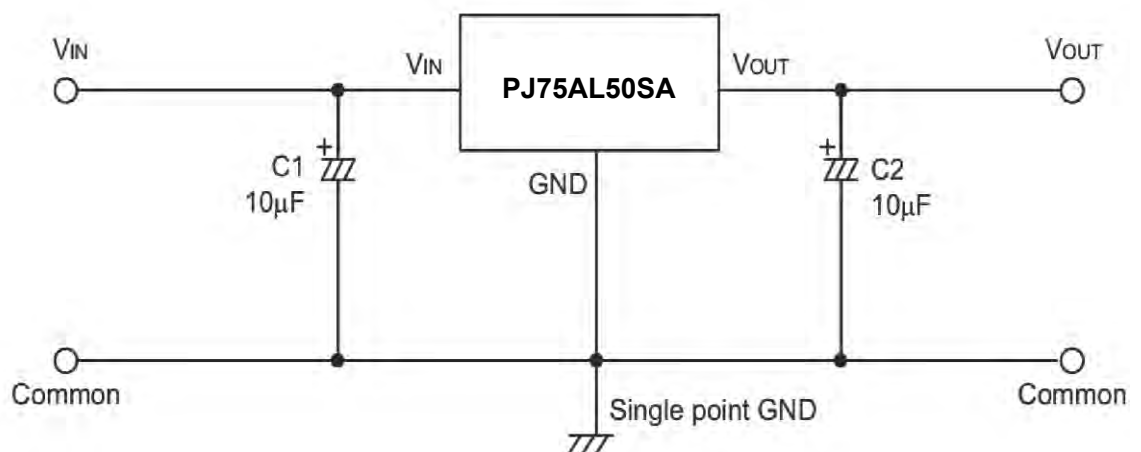 VIN
VIN
PJ75AL50SA
VOUT
VOUT
+
C1
10μF
GND
+
C2
10μF
Common
Single point GND
Common